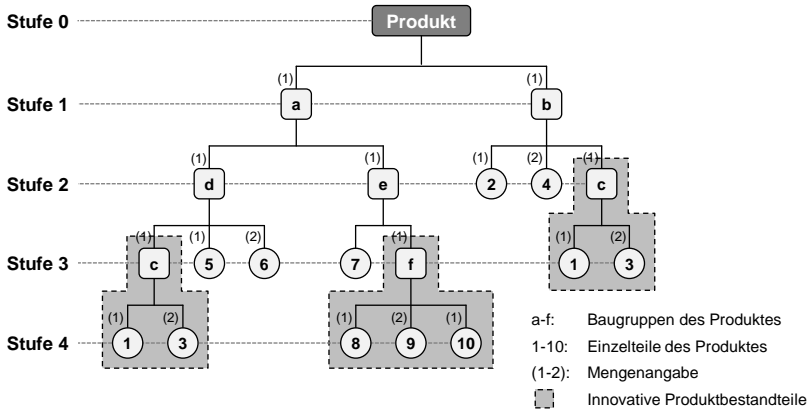 Stufe 0
Produkt
(1) (1)
Stufe 1
a b
(1) (1) (1) (2) (1)
Stufe 2
d e 2 4 c
(1) (1) (2) (1) (1) (2)
Stufe 3
c 5 6 7 f 1 3
(1) (2) (1) (2) (1)
Stufe 4
1 3 8 9 10
a-f: Baugruppen des Produktes
1-10: Einzelteile des Produktes
(1-2): Mengenangabe
Innovative Produktbestandteile